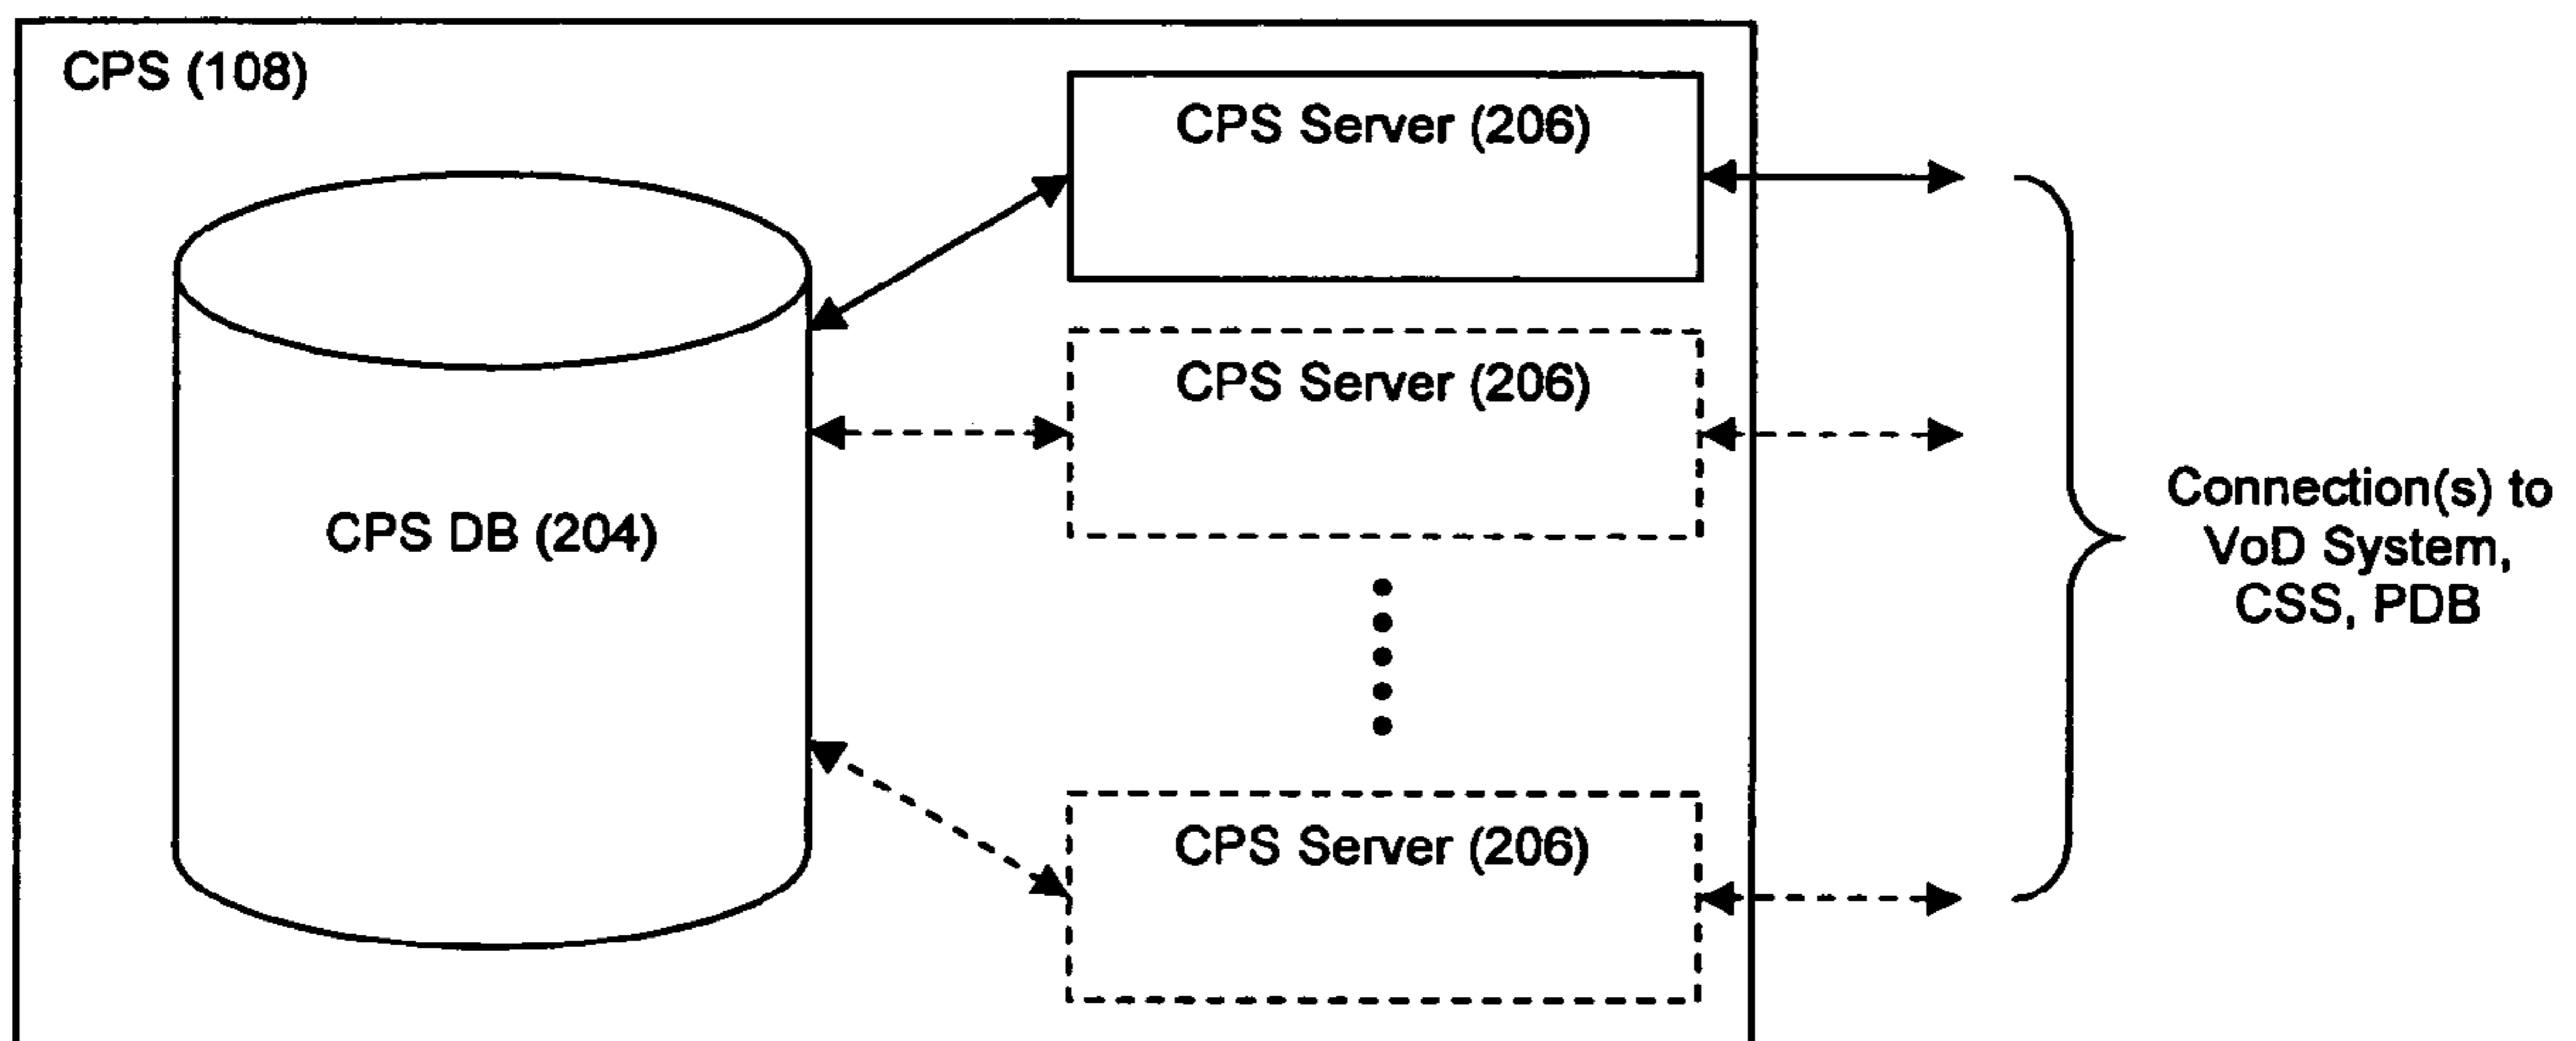 CPS (108)
CPS Server (206)
CPS Server (206)
CPS DB (204)
Connection(s) to
VoD System,
CSS, PDB
CPS Server (206)